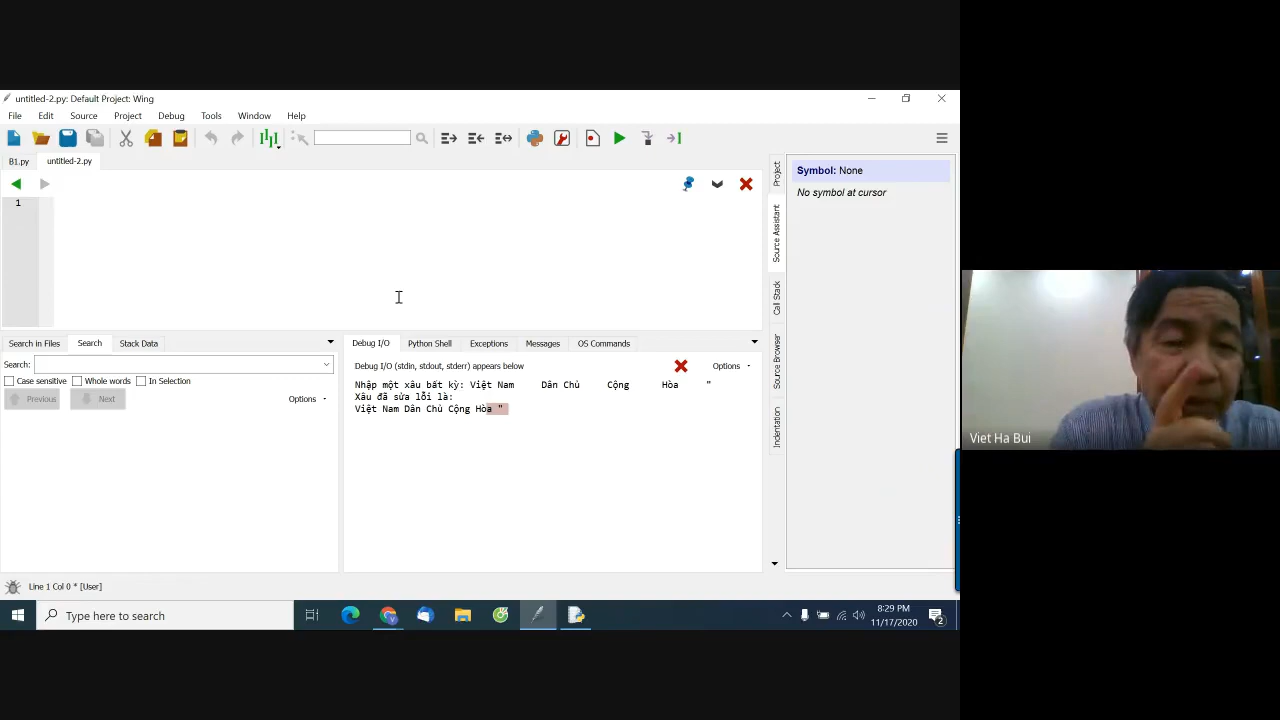 untitled-2.py: Default Project: Wing
File Edit Source Project Debug Tools Window Help
B1.py untitled-2.py
1
Project
Source Assistant
Call Stack
Source Browser
Indentation
Symbol: None
No symbol at cursor
Search in Files Search Stack Data
Search:
Case sensitive Whole words In Selection
Previous Next Options
Debug I/O Python Shell Exceptions Messages OS Commands
Debug I/O (stdin, stdout, stderr) appears below Options
Nhập một xâu bất kỳ: Việt Nam Dân Chủ Cộng Hòa "
Xâu đã sửa lỗi là:
Việt Nam Dân Chủ Cộng Hòa "
Line 1 Col 0 * [User]
Type here to search
8:29 PM
11/17/2020
2
Viet Ha Bui